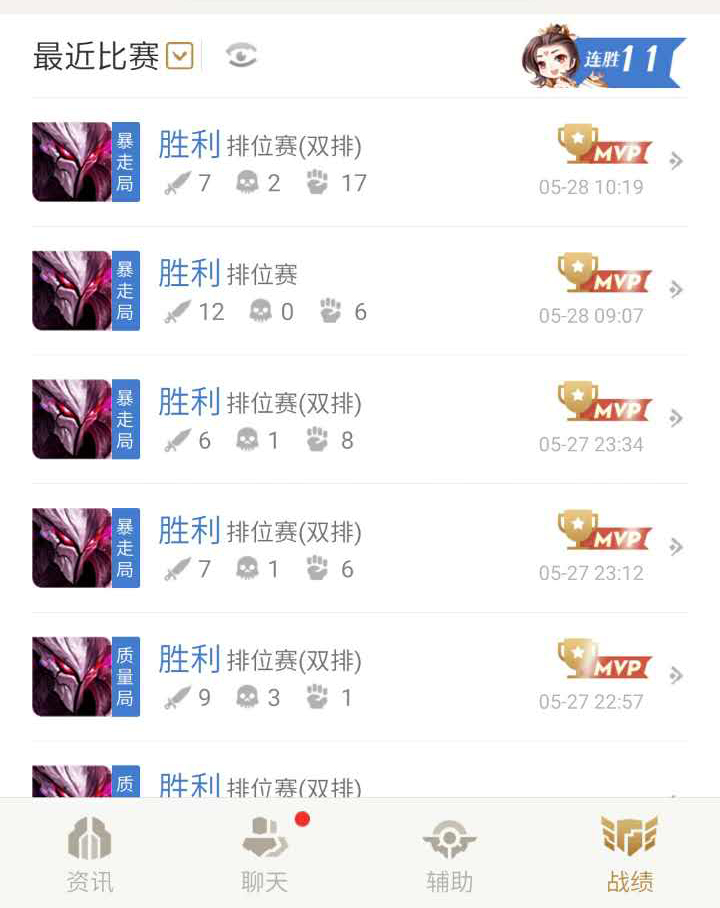 最近比赛
连胜11
暴走局
胜利 排位赛(双排)
7 2 17
MVP
05-28 10:19
暴走局
胜利 排位赛
12 0 6
MVP
05-28 09:07
暴走局
胜利 排位赛(双排)
6 1 8
MVP
05-27 23:34
暴走局
胜利 排位赛(双排)
7 1 6
MVP
05-27 23:12
质量局
胜利 排位赛(双排)
9 3 1
MVP
05-27 22:57
质
胜利 排位赛(双排)
资讯 聊天 辅助 战绩